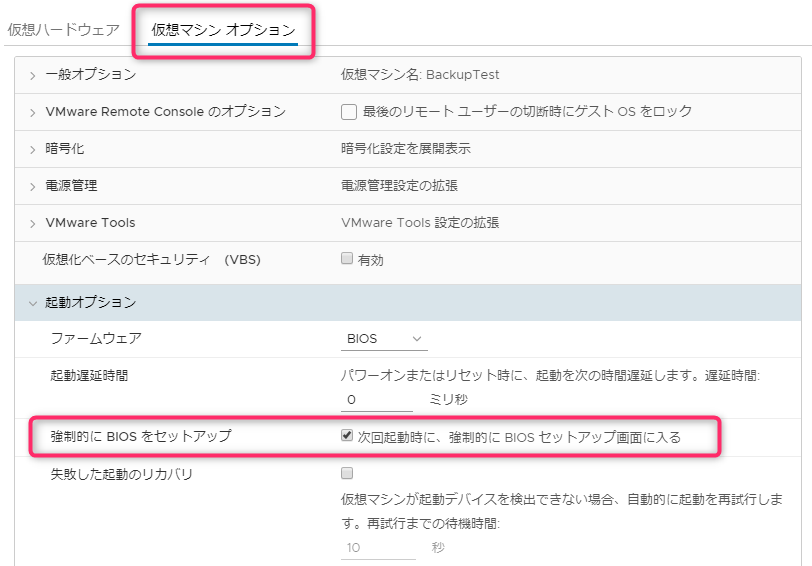 仮想ハードウェア 仮想マシン オプション
一般オプション 仮想マシン名: BackupTest
VMware Remote Console のオプション 最後のリモート ユーザーの切断時にゲスト OS をロック
暗号化 暗号化設定を展開表示
電源管理 電源管理設定の拡張
VMware Tools VMware Tools 設定の拡張
仮想化ベースのセキュリティ (VBS) 有効
起動オプション
ファームウェア BIOS
起動遅延時間 パワーオンまたはリセット時に、起動を次の時間遅延します。遅延時間:
0 ミリ秒
強制的に BIOS をセットアップ 次回起動時に、強制的に BIOS セットアップ画面に入る
失敗した起動のリカバリ
仮想マシンが起動デバイスを検出できない場合、自動的に起動を再試行しま
す。再試行までの待機時間:
10 秒